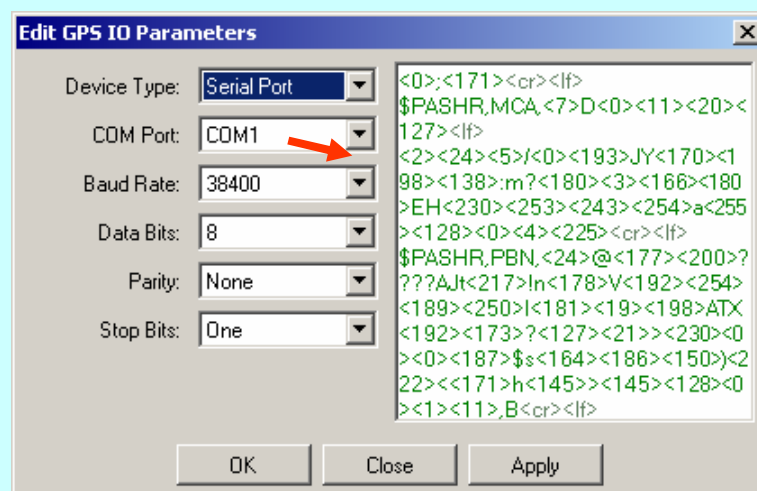 Edit GPS IO Parameters
Device Type: Serial Port
COM Port: COM1
Baud Rate: 38400
Data Bits: 8
Parity: None
Stop Bits: One
<0>;<171><cr><lf>
$PASHR,MCA,<7>D<0><11><20><
127><lf>
<2><24><5>/<0><193>JY<170><1
98><138>:m?<180><3><166><180
>EH<230><253><243><254>a<255
><128><0><4><225><cr><lf>
$PASHR,PBN,<24>@<177><200>?
???AJt<217>!n<178>V<192><254>
<189><250>l<181><19><198>ATX
<192><173>?<127><21>><230><0
><0><187>$s<164><186><150>)<2
22><<171>h<145>><145><128><0
><1><11>,B<cr><lf>
OK Close Apply